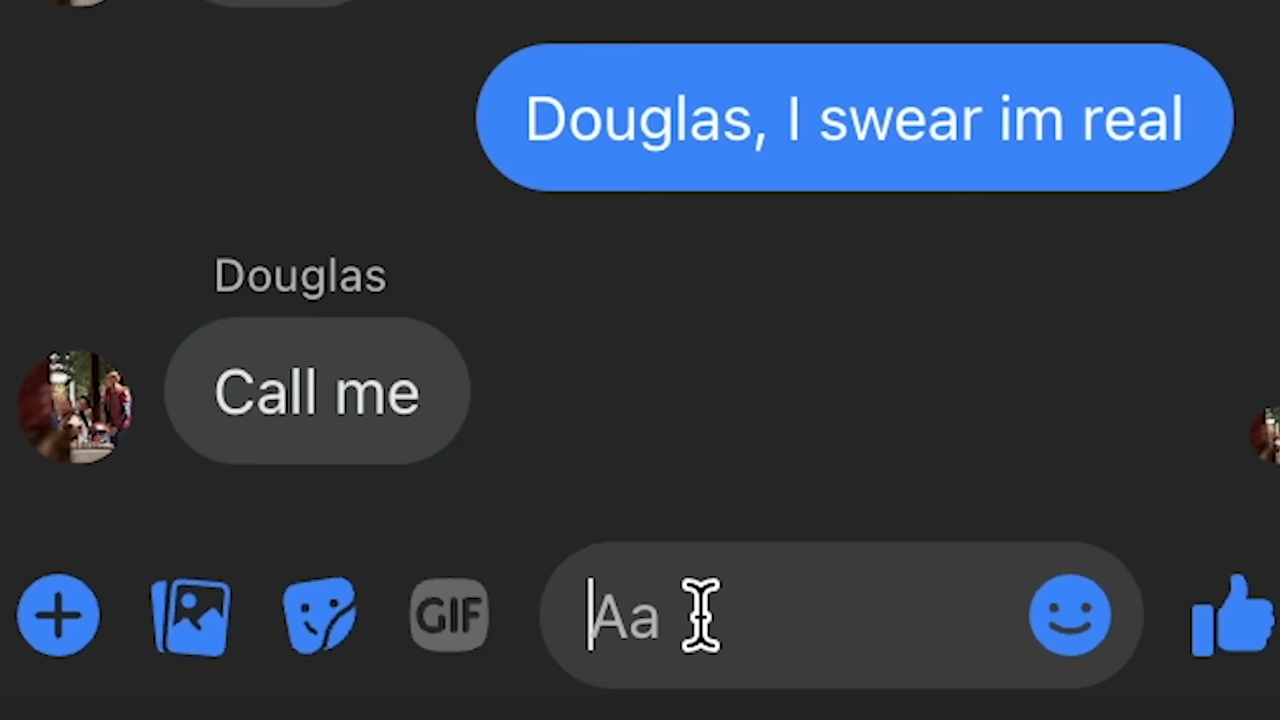 Douglas, I swear im real
Douglas
Call me
GIF
Aa